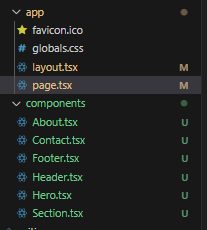 app
favicon.ico
# globals.css
layout.tsx M
page.tsx M
components
About.tsx U
Contact.tsx U
Footer.tsx U
Header.tsx U
Hero.tsx U
Section.tsx U